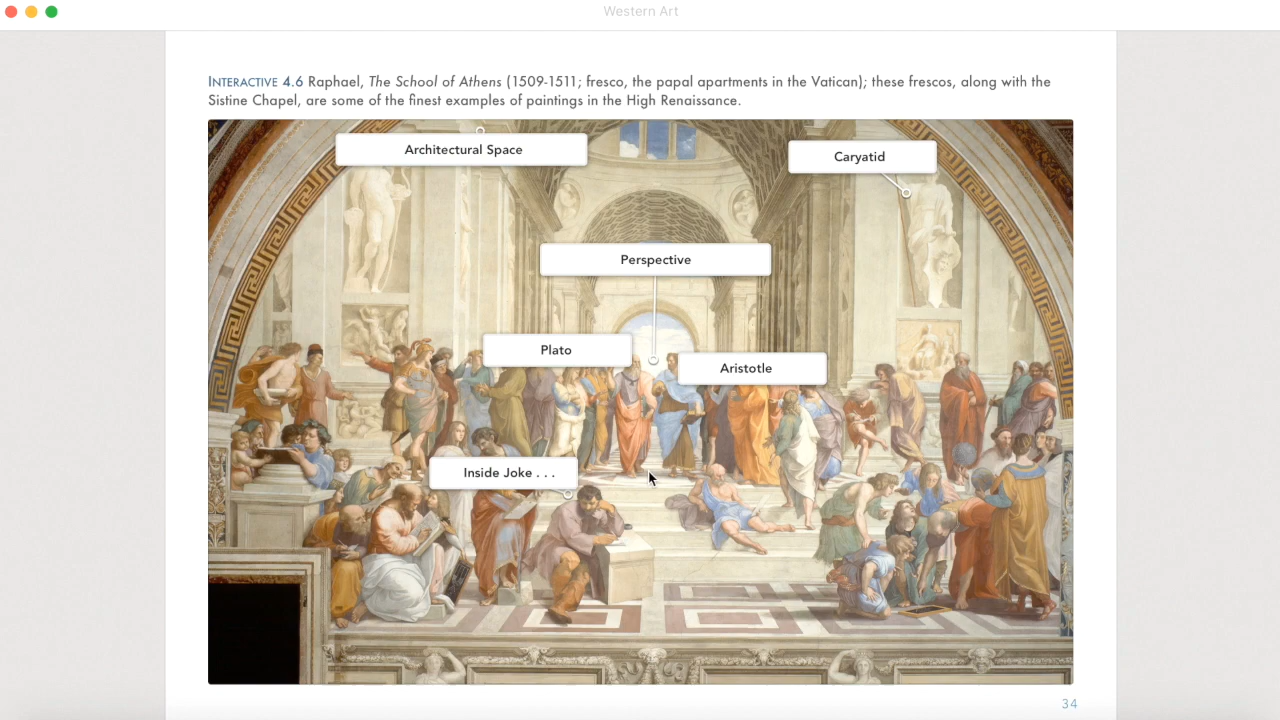 Western Art
INTERACTIVE 4.6 Raphael, The School of Athens (1509-1511; fresco, the papal apartments in the Vatican); these frescos, along with the
Sistine Chapel, are some of the finest examples of paintings in the High Renaissance.
Architectural Space
Caryatid
Perspective
Plato
Aristotle
Inside Joke . . .
34